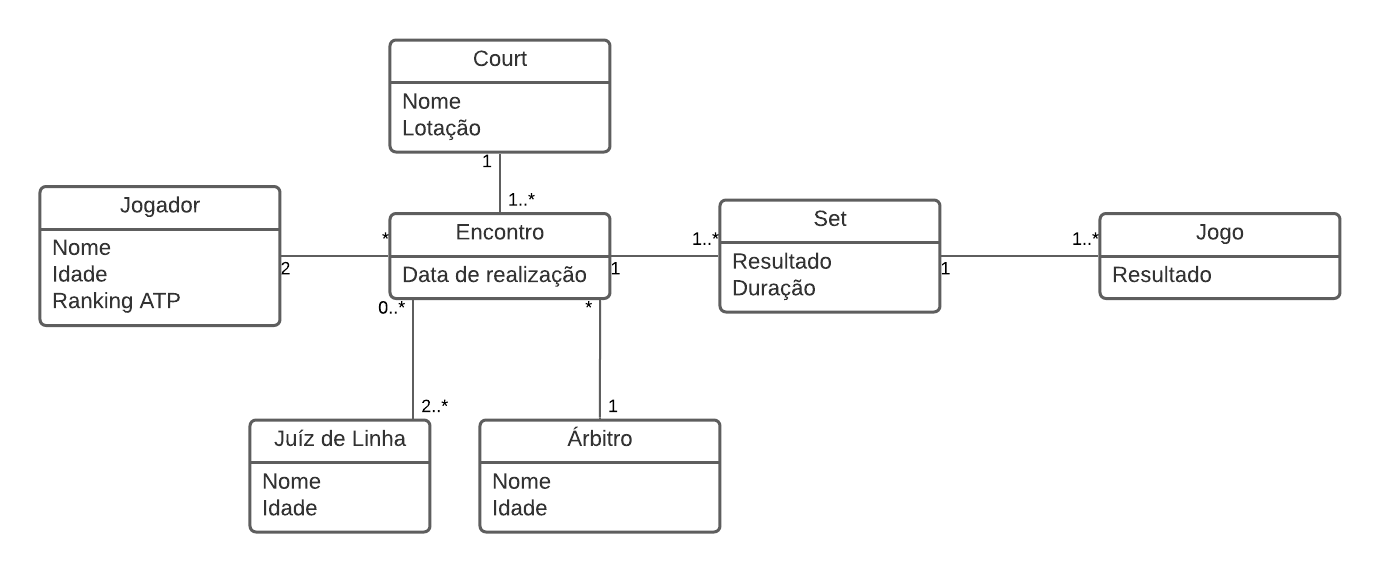 Court
Nome
Lotação
1
1..*
Jogador
Nome
Idade
Ranking ATP
2
*
Encontro
Data de realização
1
1..*
Set
Resultado
Duração
1
1..*
Jogo
Resultado
0..*
*
2..*
1
Juíz de Linha
Nome
Idade
Árbitro
Nome
Idade